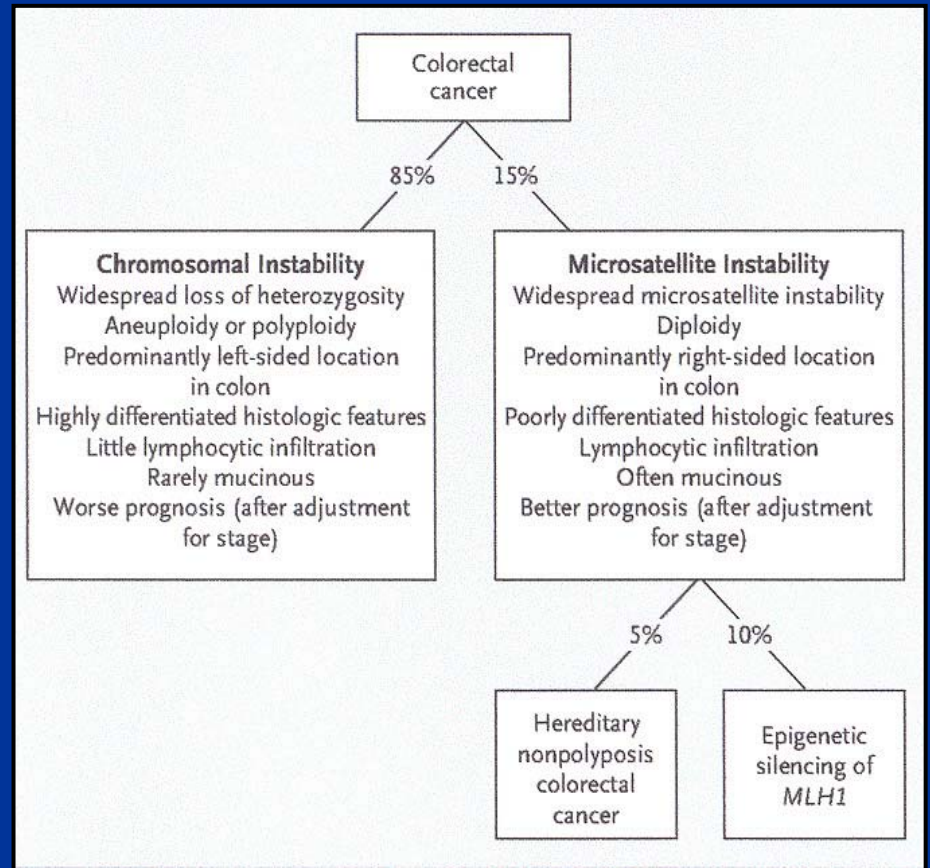 Colorectal
cancer
85%
15%
Chromosomal Instability
Widespread loss of heterozygosity
Aneuploidy or polyploidy
Predominantly left-sided location
in colon
Highly differentiated histologic features
Little lymphocytic infiltration
Rarely mucinous
Worse prognosis (after adjustment
for stage)
Microsatellite Instability
Widespread microsatellite instability
Diploidy
Predominantly right-sided location
in colon
Poorly differentiated histologic features
Lymphocytic infiltration
Often mucinous
Better prognosis (after adjustment
for stage)
5%
10%
Hereditary
nonpolyposis
colorectal
cancer
Epigenetic
silencing of
MLH1